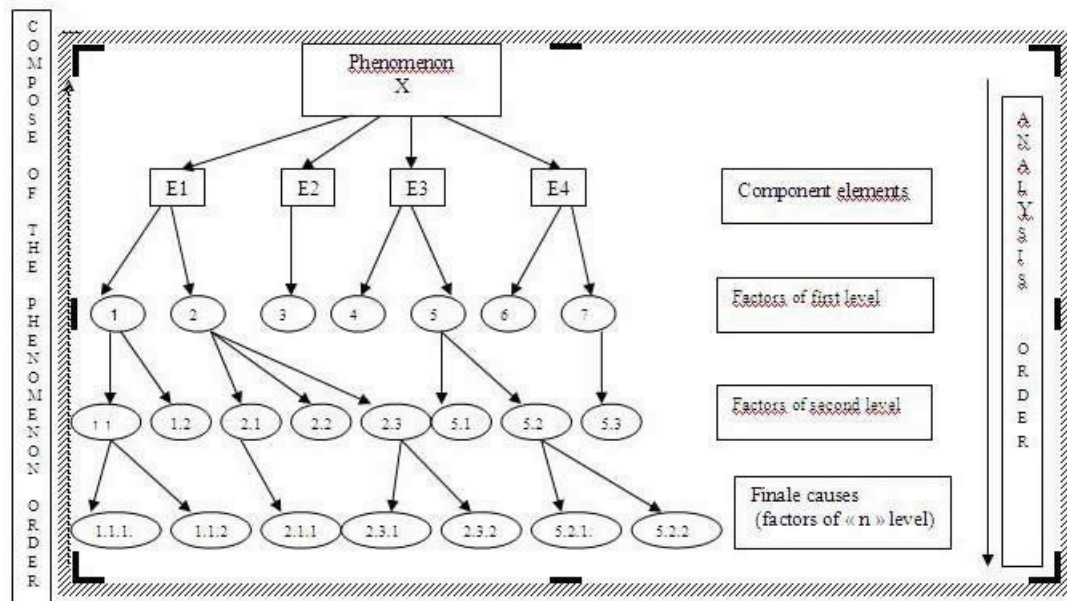 COMPOSE OF THE PHENOMENON ORDER
Phenomenon
X
E1
E2
E3
E4
Component elements
1
2
3
4
5
6
7
Factors of first level
1 1
1.2
2.1
2.2
2.3
5.1
5.2
5.3
Factors of second level
1.1.1.
1.1.2
2.1.1
2.3.1
2.3.2
5.2.1.
5.2.2
Finale causes
(factors of « n » level)
ANALYSIS ORDER